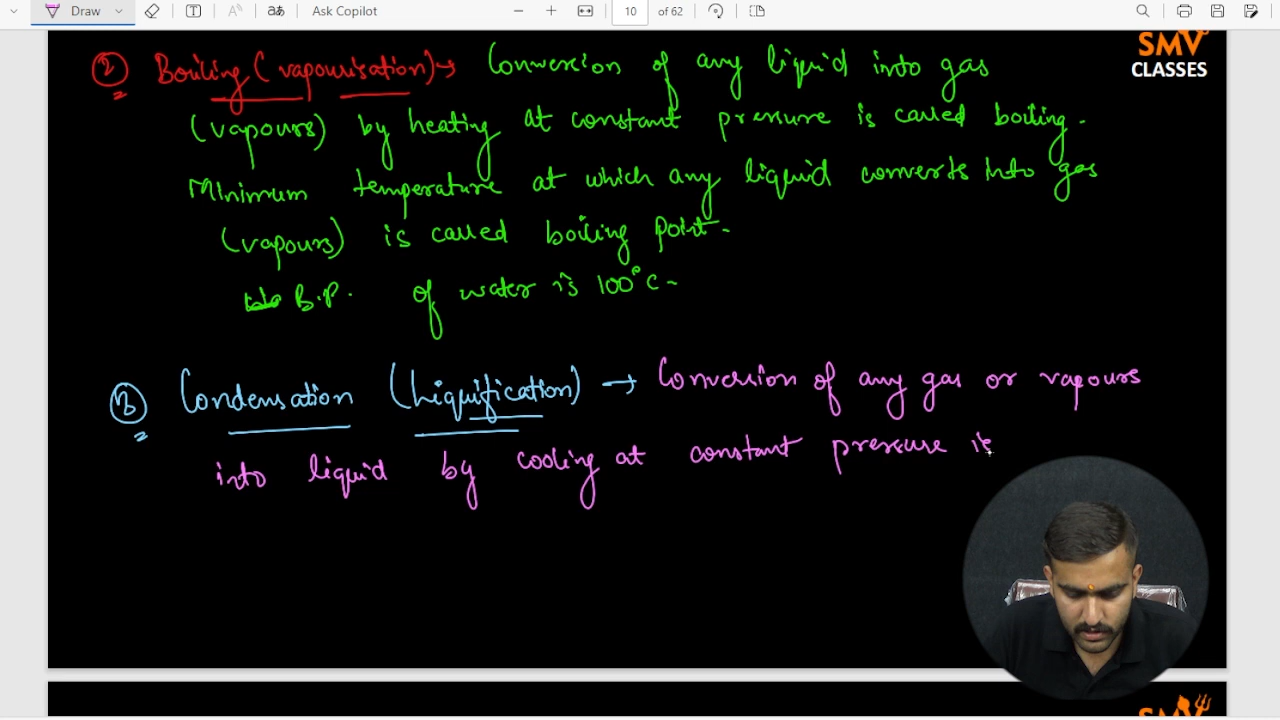 Draw
Ask Copilot
10 of 62
SMV
CLASSES
② Boiling (vapourisation) → Conversion of any liquid into gas
(vapours) by heating at constant pressure is called boiling.
Minimum temperature at which any liquid converts into gas
(vapours) is called boiling point.
B.P. of water is 100°C.
③ Condensation (Liquification) → Conversion of any gas or vapours
into liquid by cooling at constant pressure is
SMV